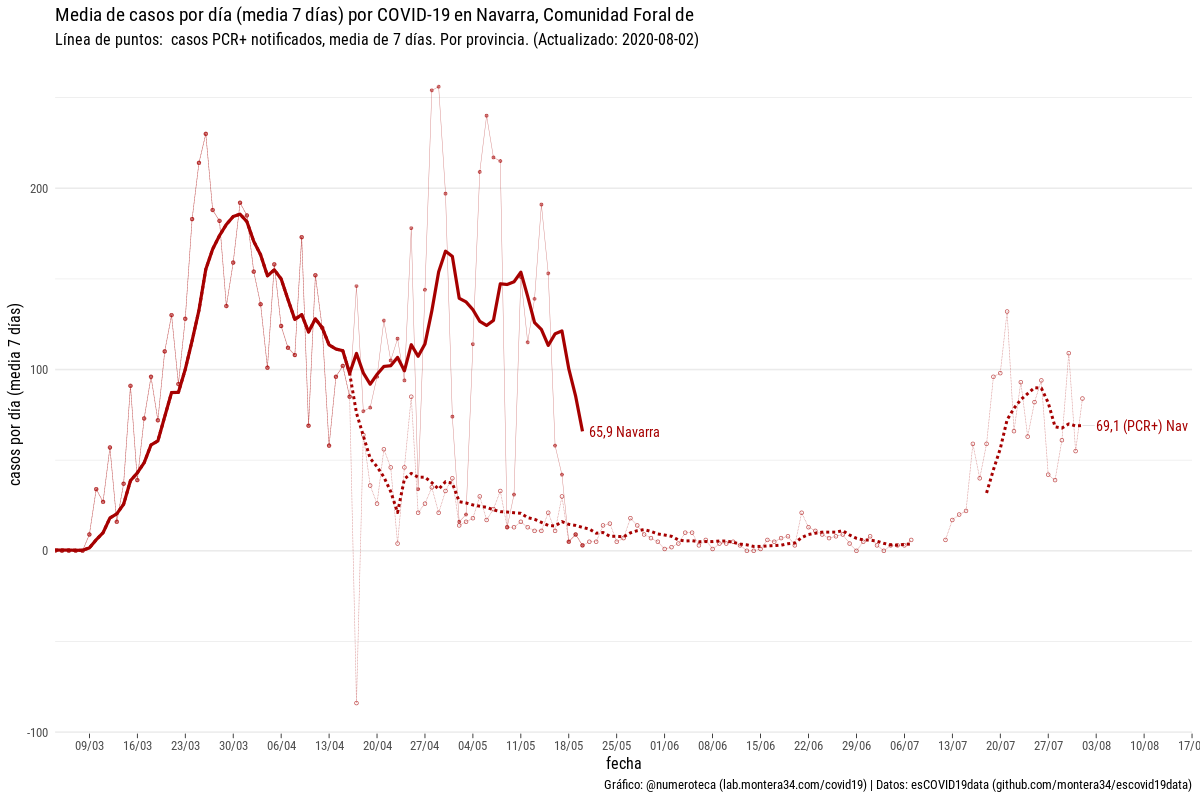 Media de casos por día (media 7 días) por COVID-19 en Navarra, Comunidad Foral de
Línea de puntos:  casos PCR+ notificados, media de 7 días. Por provincia. (Actualizado: 2020-08-02)
casos por día (media 7 días)
200
100
0
-100
65,9 Navarra
69,1 (PCR+) Nav
09/03 16/03 23/03 30/03 06/04 13/04 20/04 27/04 04/05 11/05 18/05 25/05 01/06 08/06 15/06 22/06 29/06 06/07 13/07 20/07 27/07 03/08 10/08 17/0
fecha
Gráfico: @numeroteca (lab.montera34.com/covid19) | Datos: esCOVID19data (github.com/montera34/escovid19data)